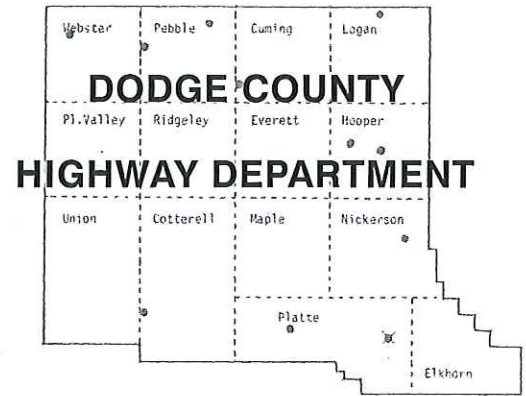 Webster Pebble Cuming Logan
DODGE COUNTY
Pl.Valley Ridgeley Everett Hooper
HIGHWAY DEPARTMENT
Union Cotterell Maple Nickerson
Platte
Elkhorn